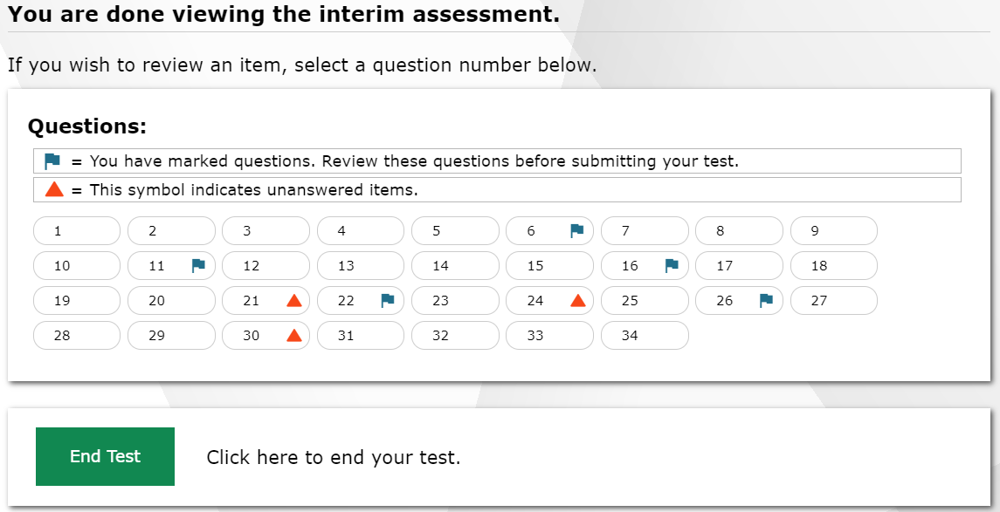 You are done viewing the interim assessment.
If you wish to review an item, select a question number below.
Questions:
= You have marked questions. Review these questions before submitting your test.
= This symbol indicates unanswered items.
1 2 3 4 5 6 7 8 9
10 11 12 13 14 15 16 17 18
19 20 21 22 23 24 25 26 27
28 29 30 31 32 33 34
End Test Click here to end your test.